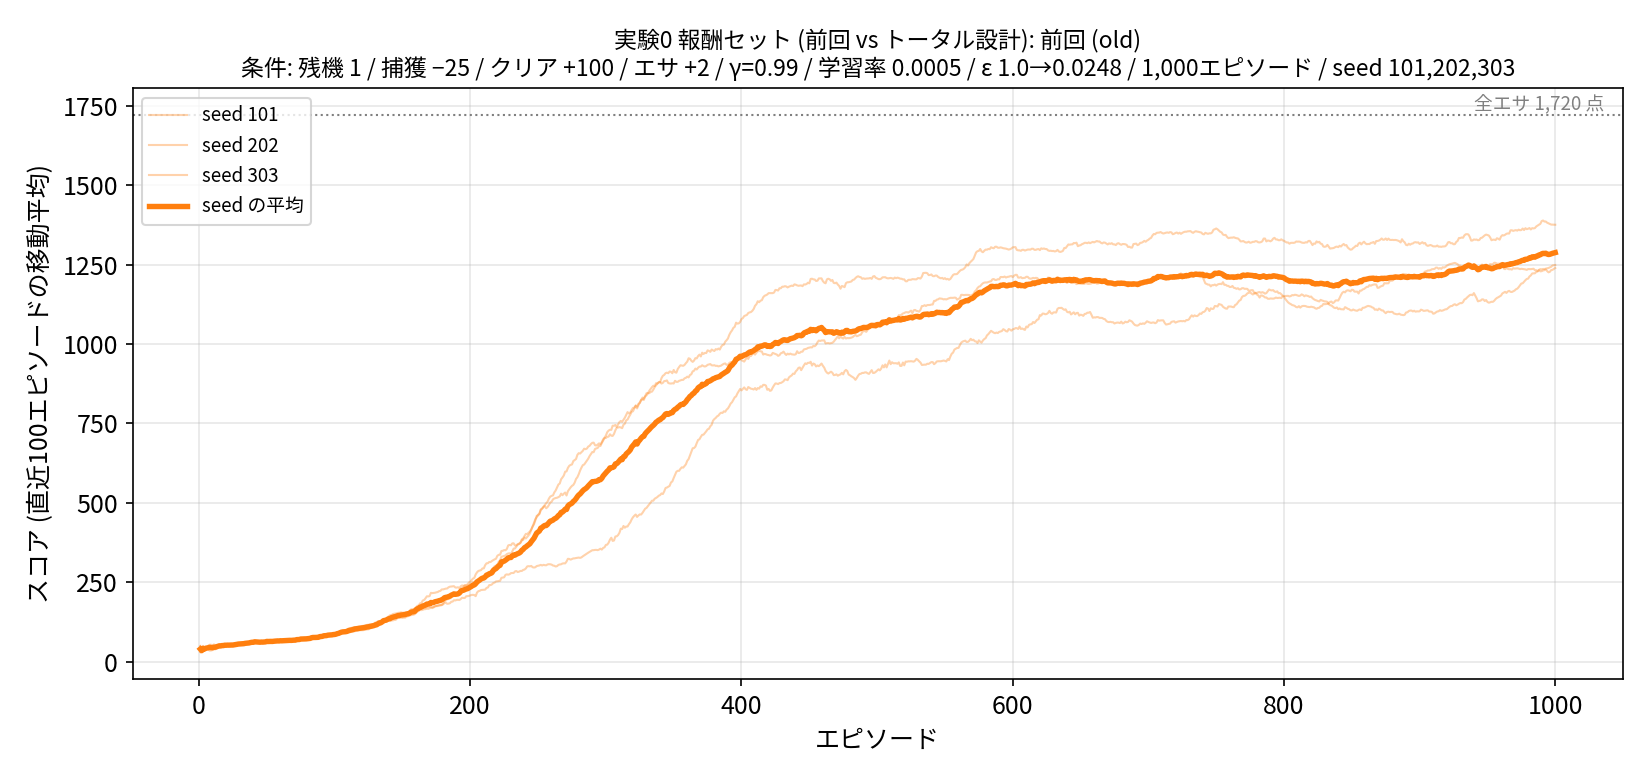 実験0 報酬セット (前回 vs トータル設計): 前回 (old)
条件: 残機 1 / 捕獲 −25 / クリア +100 / エサ +2 / γ=0.99 / 学習率 0.0005 / ε 1.0→0.0248 / 1,000エピソード / seed 101,202,303
全エサ 1,720 点
seed 101
seed 202
seed 303
seed の平均
スコア (直近100エピソードの移動平均)
1750
1500
1250
1000
750
500
250
0
0 200 400 600 800 1000
エピソード